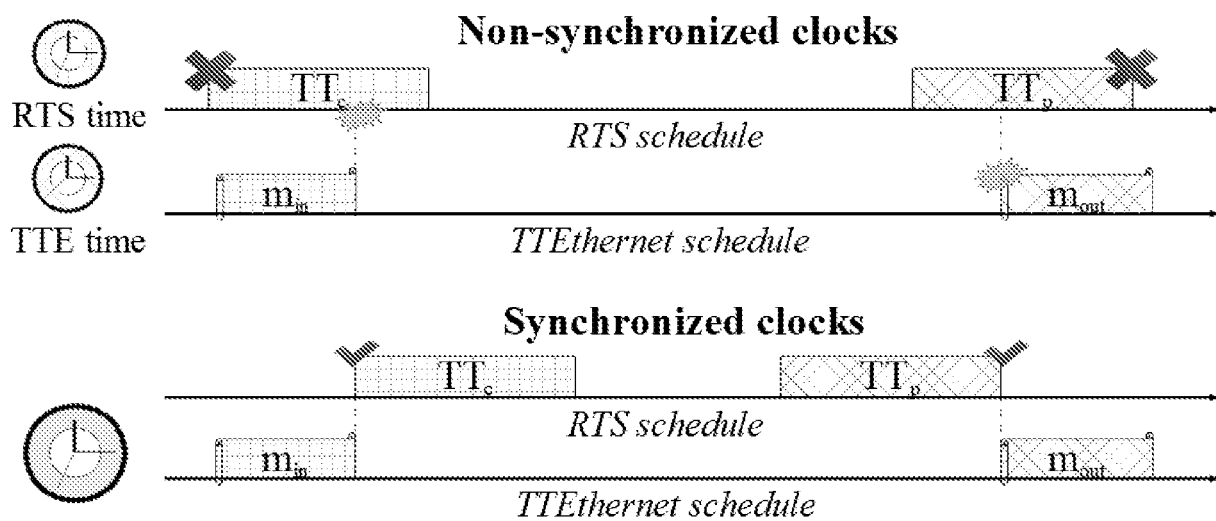 Non-synchronized clocks
TTc TTp
RTS time
RTS schedule
min mout
TTE time
TTEthernet schedule
Synchronized clocks
TTc TTp
RTS schedule
min mout
TTEthernet schedule